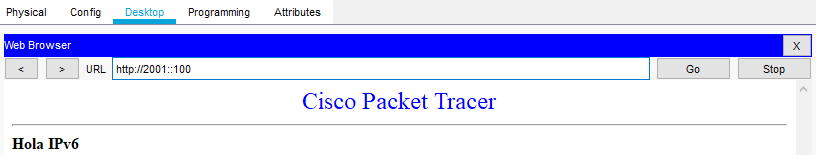 Physical Config Desktop Programming Attributes
Web Browser X
< > URL http://2001::100 Go Stop
Cisco Packet Tracer
Hola IPv6